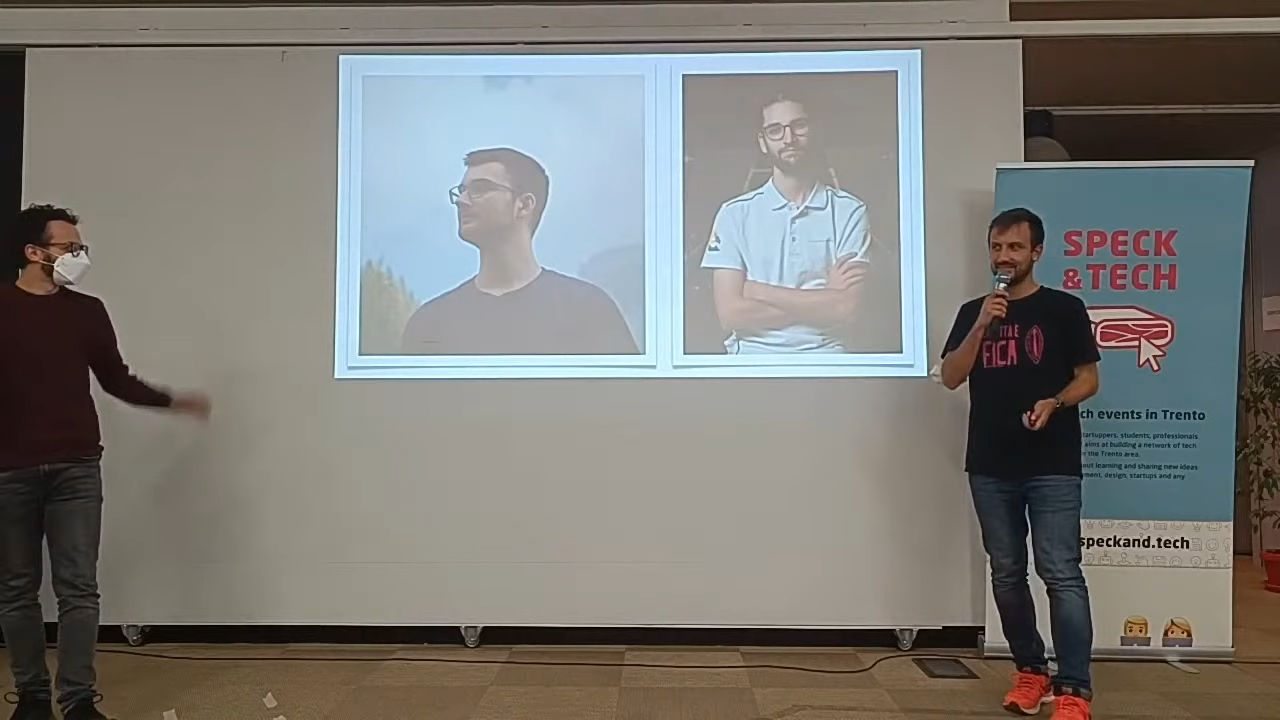 SPECK
&TECH
ch events in Trento
startuppers, students, professionals
aims at building a network of tech
the Trento area.
out learning and sharing new ideas
ment, design, startups and any
speckand.tech
TTA E
FICA